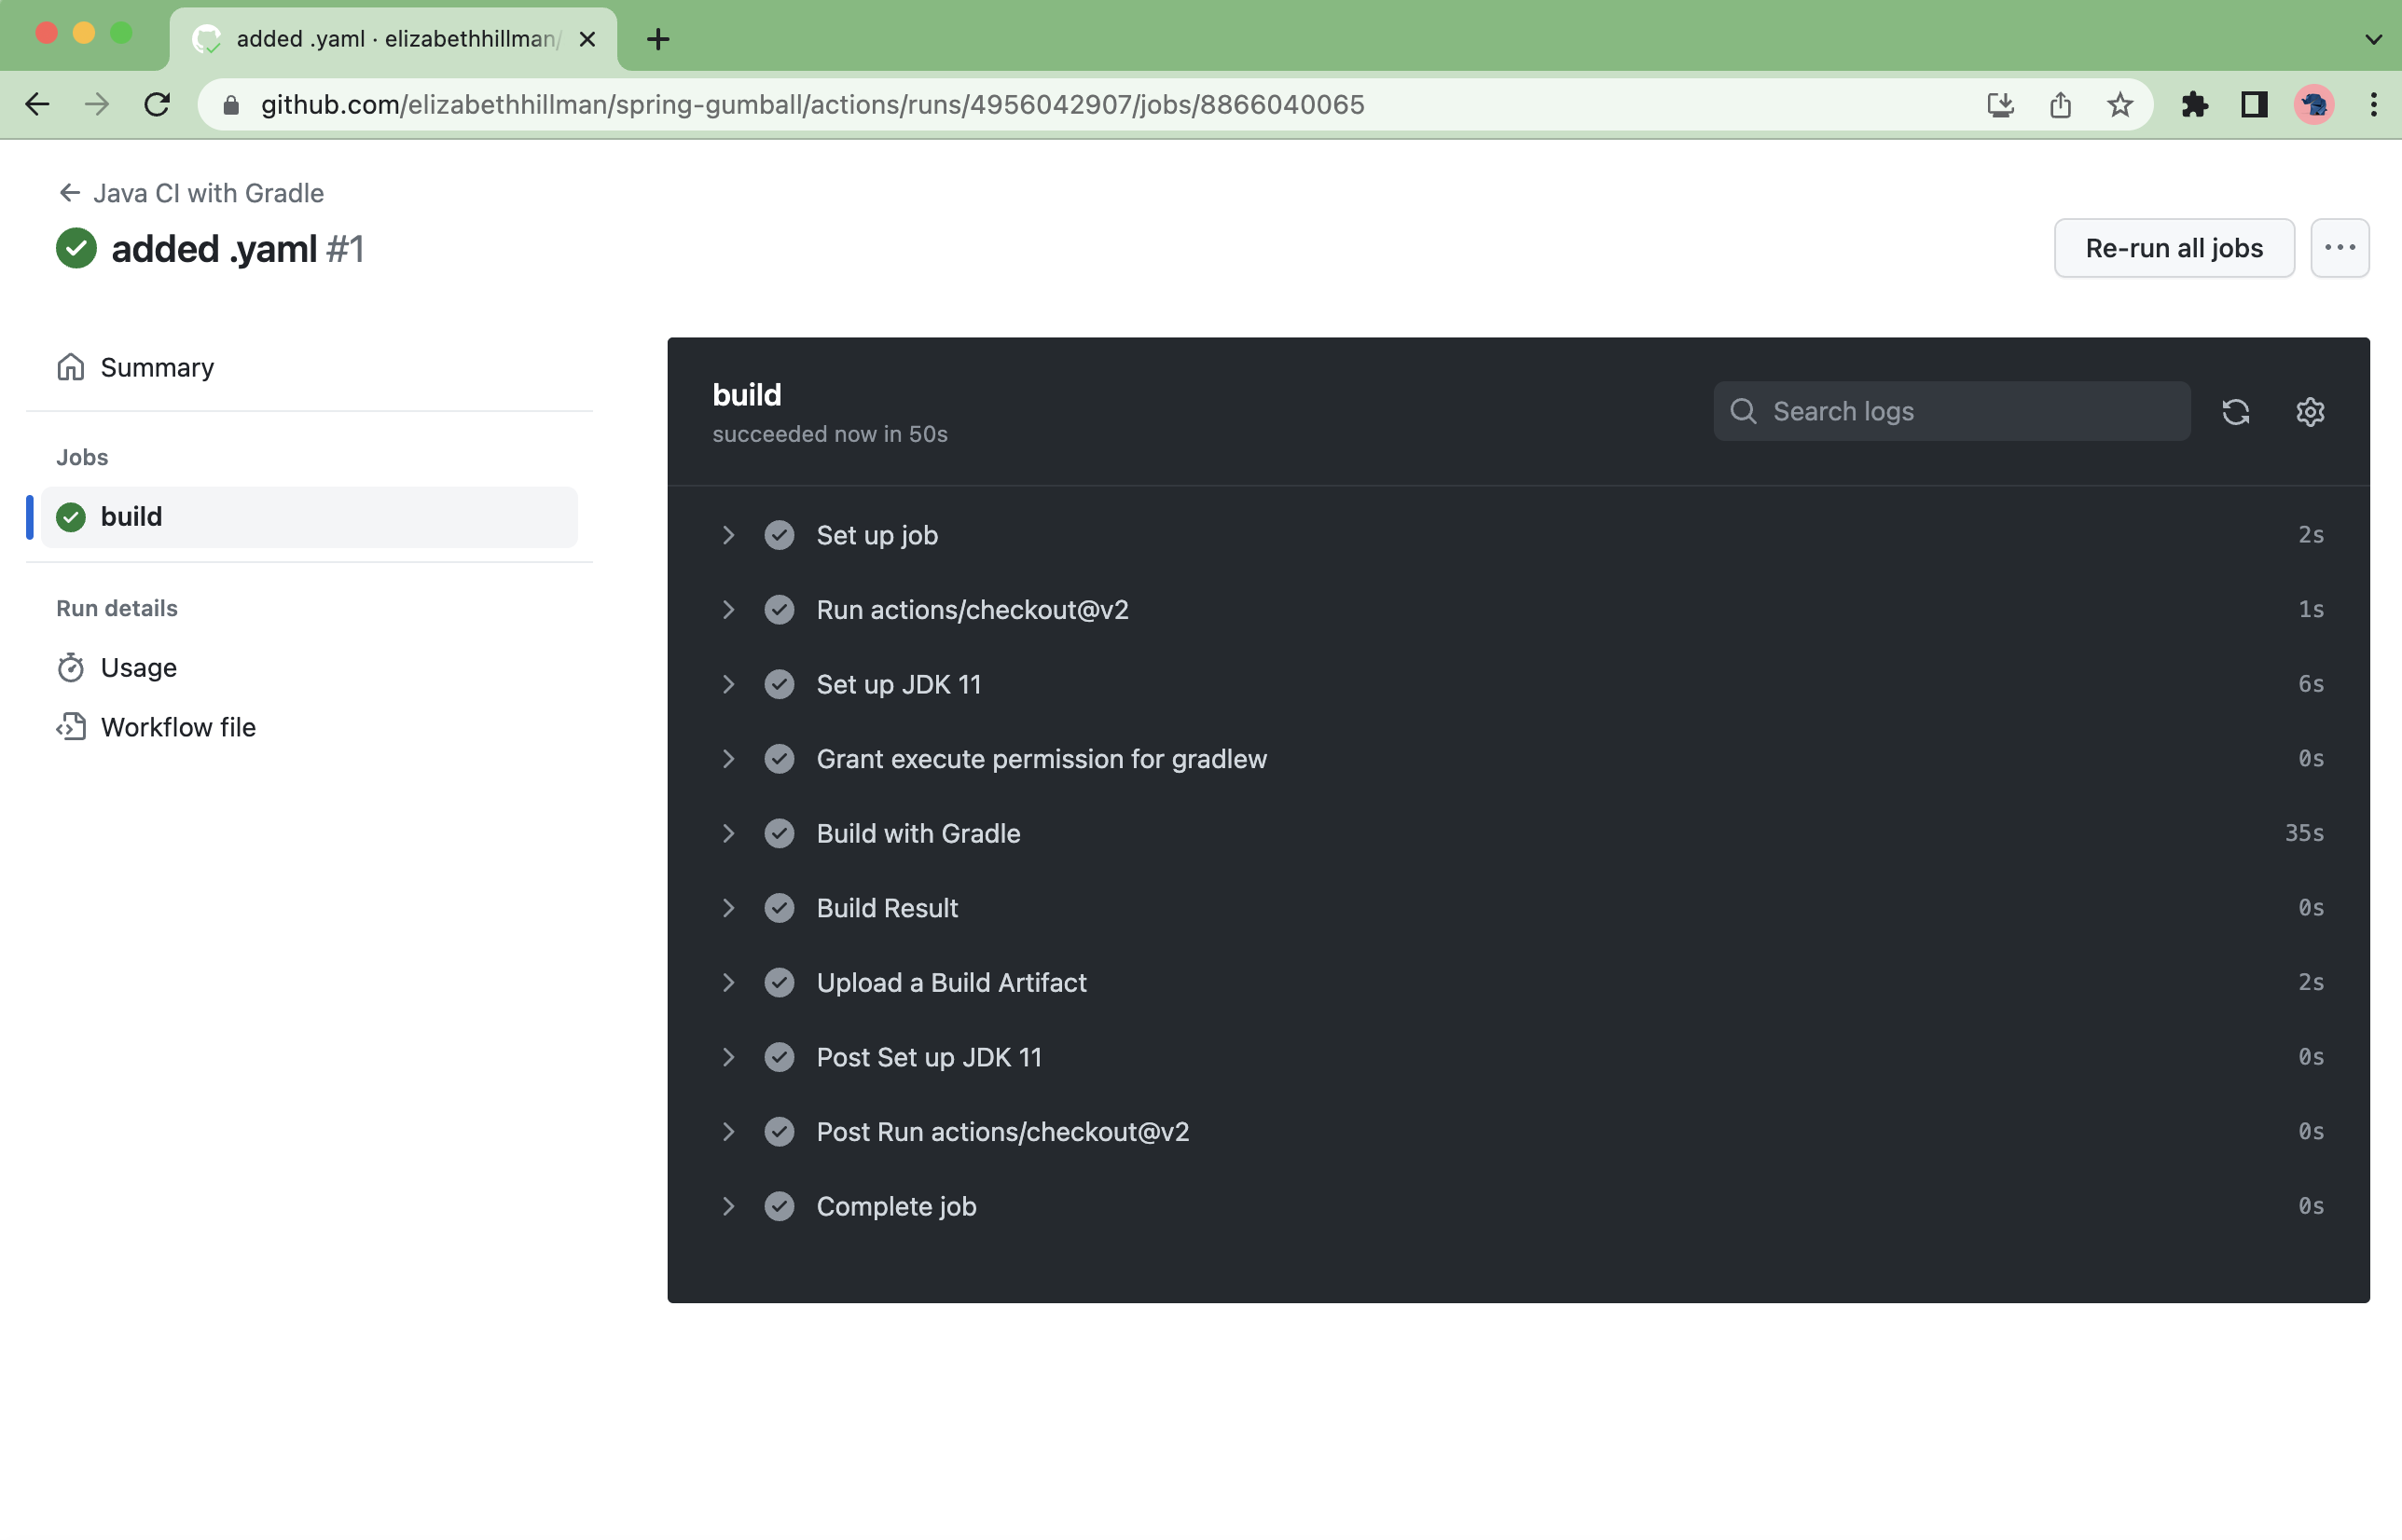 added .yaml · elizabethhillman/
github.com/elizabethhillman/spring-gumball/actions/runs/4956042907/jobs/8866040065
Java CI with Gradle
added .yaml #1
Re-run all jobs
Summary
Jobs
build
Run details
Usage
Workflow file
build
succeeded now in 50s
Search logs
Set up job 2s
Run actions/checkout@v2 1s
Set up JDK 11 6s
Grant execute permission for gradlew 0s
Build with Gradle 35s
Build Result 0s
Upload a Build Artifact 2s
Post Set up JDK 11 0s
Post Run actions/checkout@v2 0s
Complete job 0s